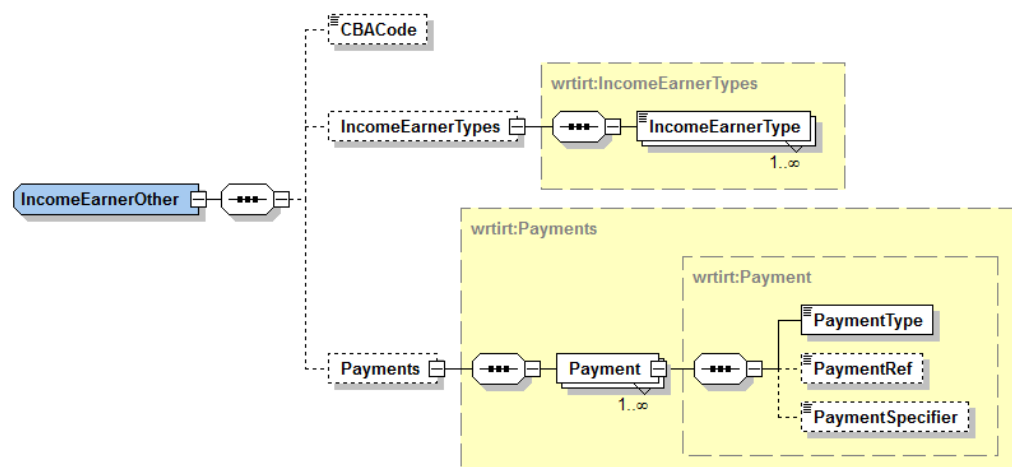 CBACode
wrtirt:IncomeEarnerTypes
IncomeEarnerTypes
IncomeEarnerType
1..∞
IncomeEarnerOther
wrtirt:Payments
wrtirt:Payment
PaymentType
Payments
Payment
PaymentRef
1..∞
PaymentSpecifier